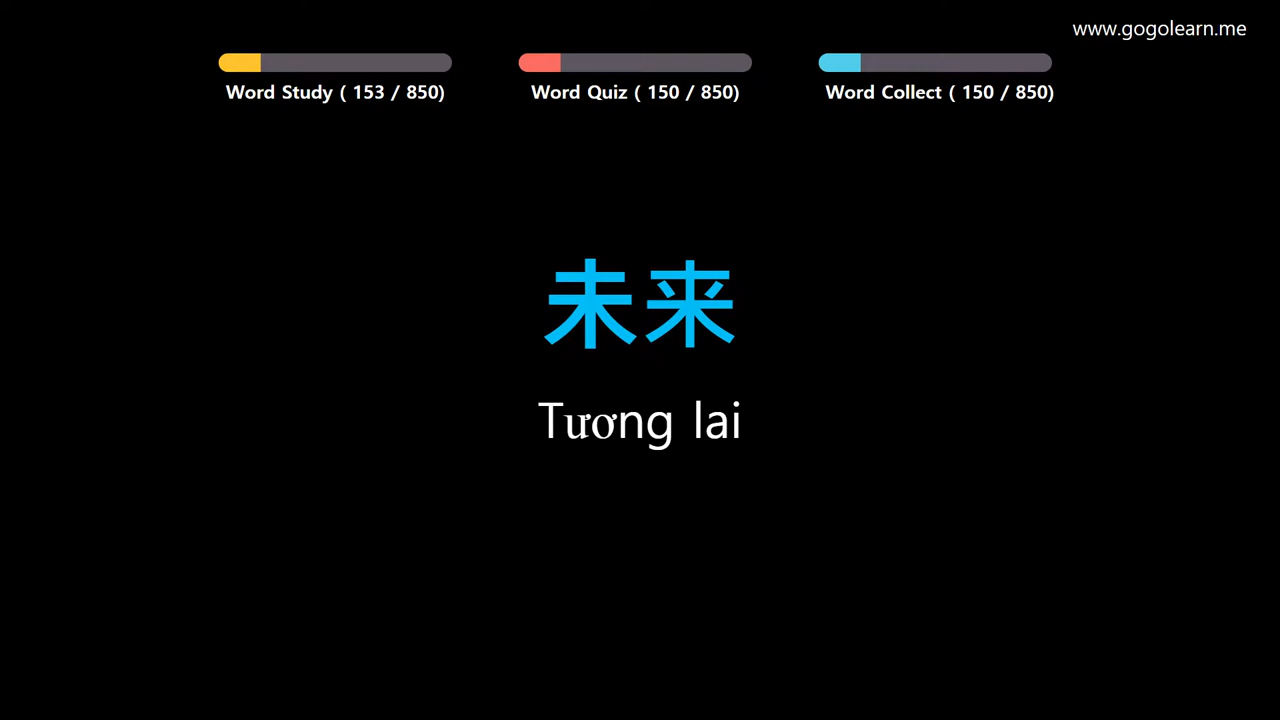 www.gogolearn.me
Word Study ( 153 / 850)
Word Quiz ( 150 / 850)
Word Collect ( 150 / 850)
未来
Tương lai